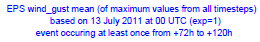 EPS wind_gust mean (of maximum values from all timesteps)
based on 13 July 2011 at 00 UTC (exp=1)
event occuring at least once from +72h to +120h